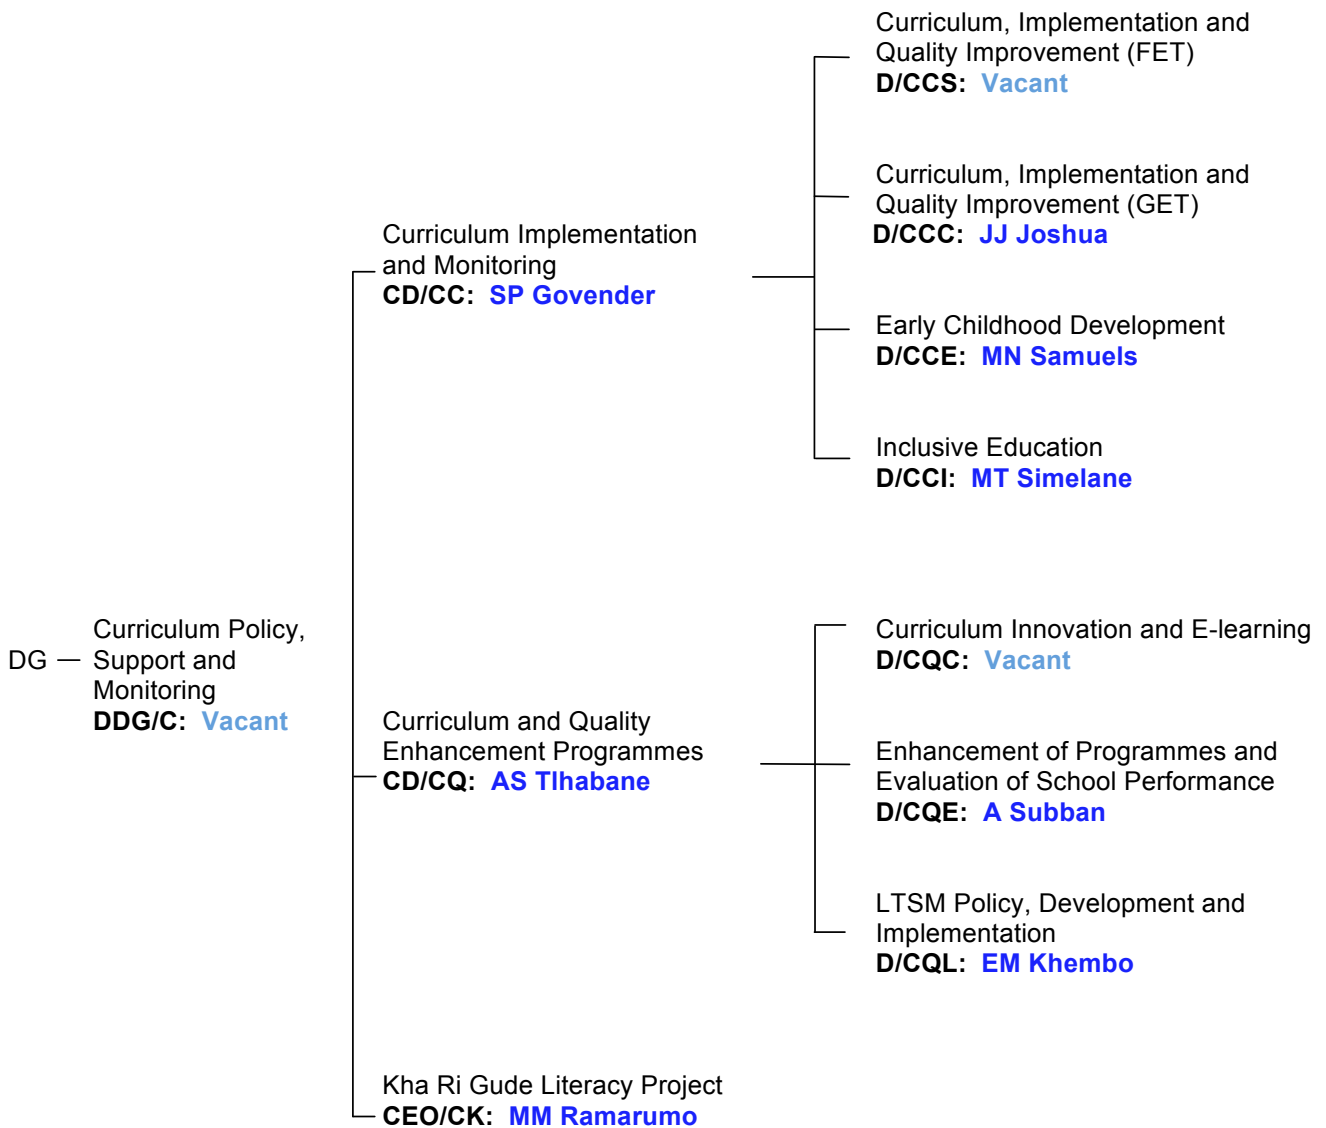 DG
Curriculum Policy,
Support and
Monitoring
DDG/C: Vacant
Curriculum Implementation
and Monitoring
CD/CC: SP Govender
Curriculum, Implementation and
Quality Improvement (FET)
D/CCS: Vacant
Curriculum, Implementation and
Quality Improvement (GET)
D/CCC: JJ Joshua
Early Childhood Development
D/CCE: MN Samuels
Inclusive Education
D/CCI: MT Simelane
Curriculum and Quality
Enhancement Programmes
CD/CQ: AS Tlhabane
Curriculum Innovation and E-learning
D/CQC: Vacant
Enhancement of Programmes and
Evaluation of School Performance
D/CQE: A Subban
LTSM Policy, Development and
Implementation
D/CQL: EM Khembo
Kha Ri Gude Literacy Project
CEO/CK: MM Ramarumo